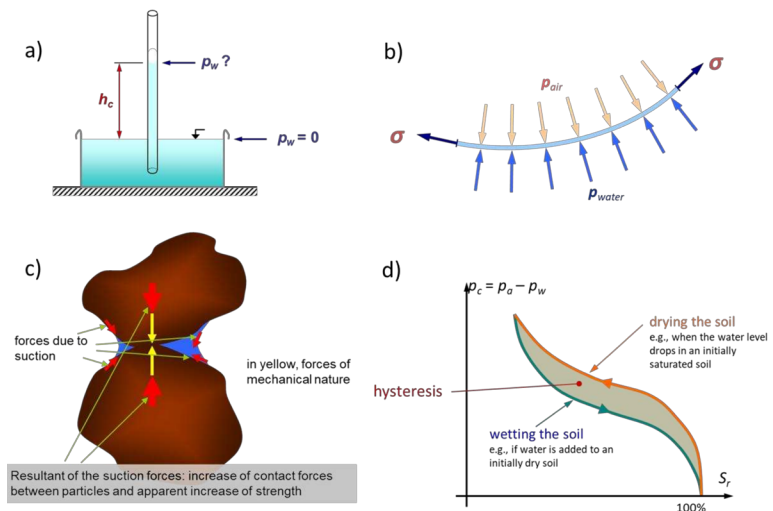 a)
p_w ?
h_c
p_w = 0
b)
p_air
σ
σ
p_water
c)
forces due to
suction
in yellow, forces of
mechanical nature
Resultant of the suction forces: increase of contact forces
between particles and apparent increase of strength
d)
p_c = p_a – p_w
drying the soil
e.g., when the water level
drops in an initially
saturated soil
hysteresis
wetting the soil
e.g., if water is added to an
initially dry soil
S_r
100%